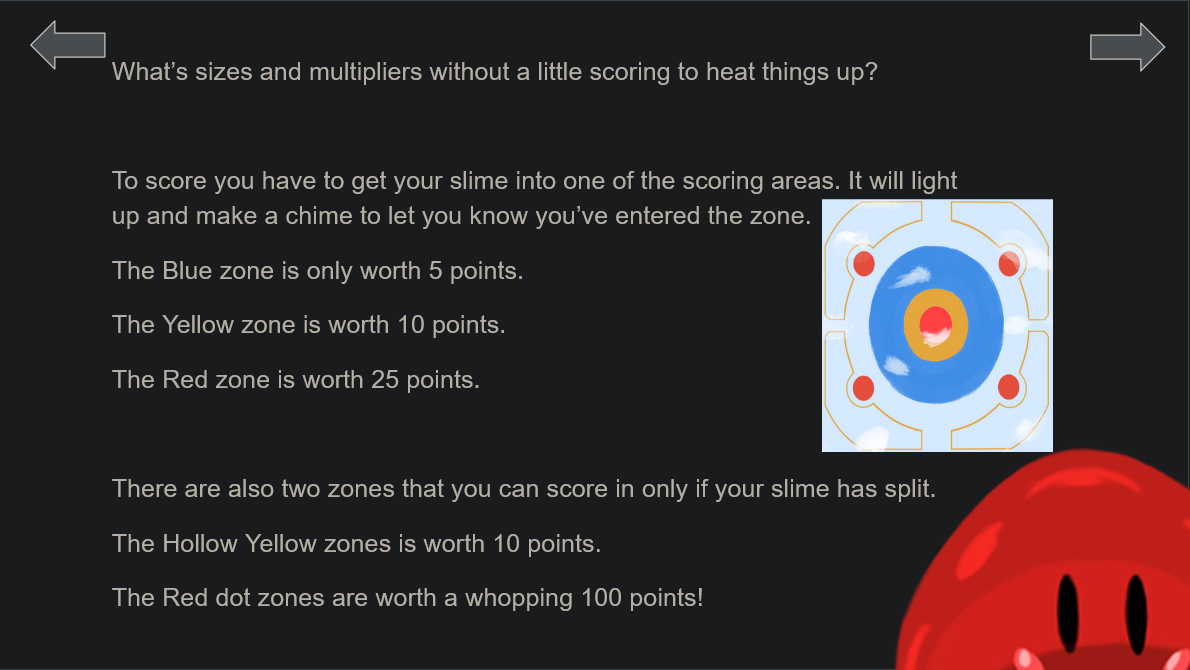 What’s sizes and multipliers without a little scoring to heat things up?
To score you have to get your slime into one of the scoring areas. It will light
up and make a chime to let you know you’ve entered the zone.
The Blue zone is only worth 5 points.
The Yellow zone is worth 10 points.
The Red zone is worth 25 points.
There are also two zones that you can score in only if your slime has split.
The Hollow Yellow zones is worth 10 points.
The Red dot zones are worth a whopping 100 points!